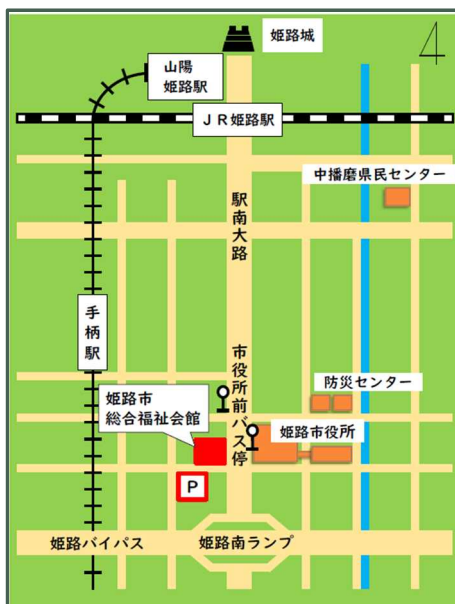 姫路城
山陽
姫路駅
JR姫路駅
中播磨県民センター
駅南大路
手柄駅
市役所前バス停
防災センター
姫路市
総合福祉会館
姫路市役所
P
姫路バイパス
姫路南ランプ